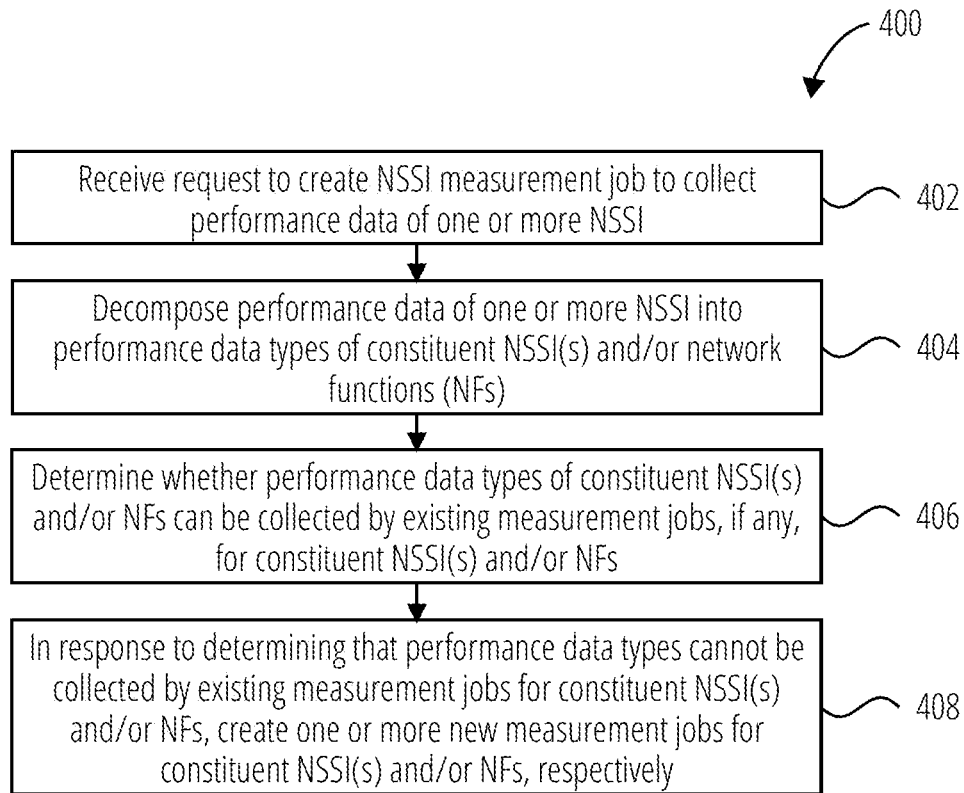 400
Receive request to create NSSI measurement job to collect
performance data of one or more NSSI
402
Decompose performance data of one or more NSSI into
performance data types of constituent NSSI(s) and/or network
functions (NFs)
404
Determine whether performance data types of constituent NSSI(s)
and/or NFs can be collected by existing measurement jobs, if any,
for constituent NSSI(s) and/or NFs
406
In response to determining that performance data types cannot be
collected by existing measurement jobs for constituent NSSI(s)
and/or NFs, create one or more new measurement jobs for
constituent NSSI(s) and/or NFs, respectively
408